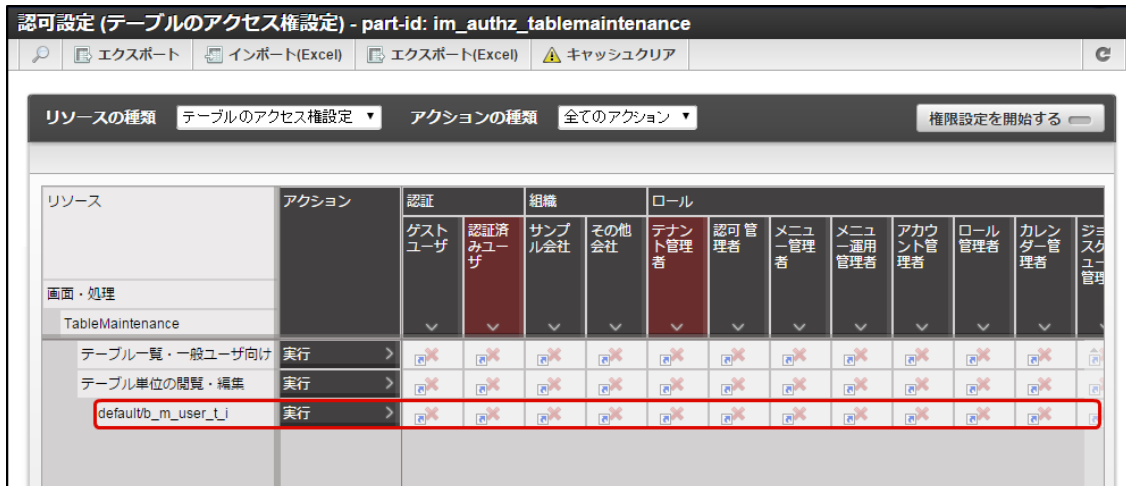 認可設定 (テーブルのアクセス権設定) - part-id: im_authz_tablemaintenance
エクスポート インポート(Excel) エクスポート(Excel) キャッシュクリア
リソースの種類 テーブルのアクセス権設定 アクションの種類 全てのアクション 権限設定を開始する
リソース アクション 認証 組織 ロール
ゲストユーザ 認証済みユーザ サンプル会社 その他会社 テナント管理者 認可管理者 メニュー管理者 メニュー運用管理者 アカウント管理者 ロール管理者 カレンダー管理者
画面・処理
TableMaintenance
テーブル一覧・一般ユーザ向け 実行
テーブル単位の閲覧・編集 実行
default/b_m_user_t_i 実行